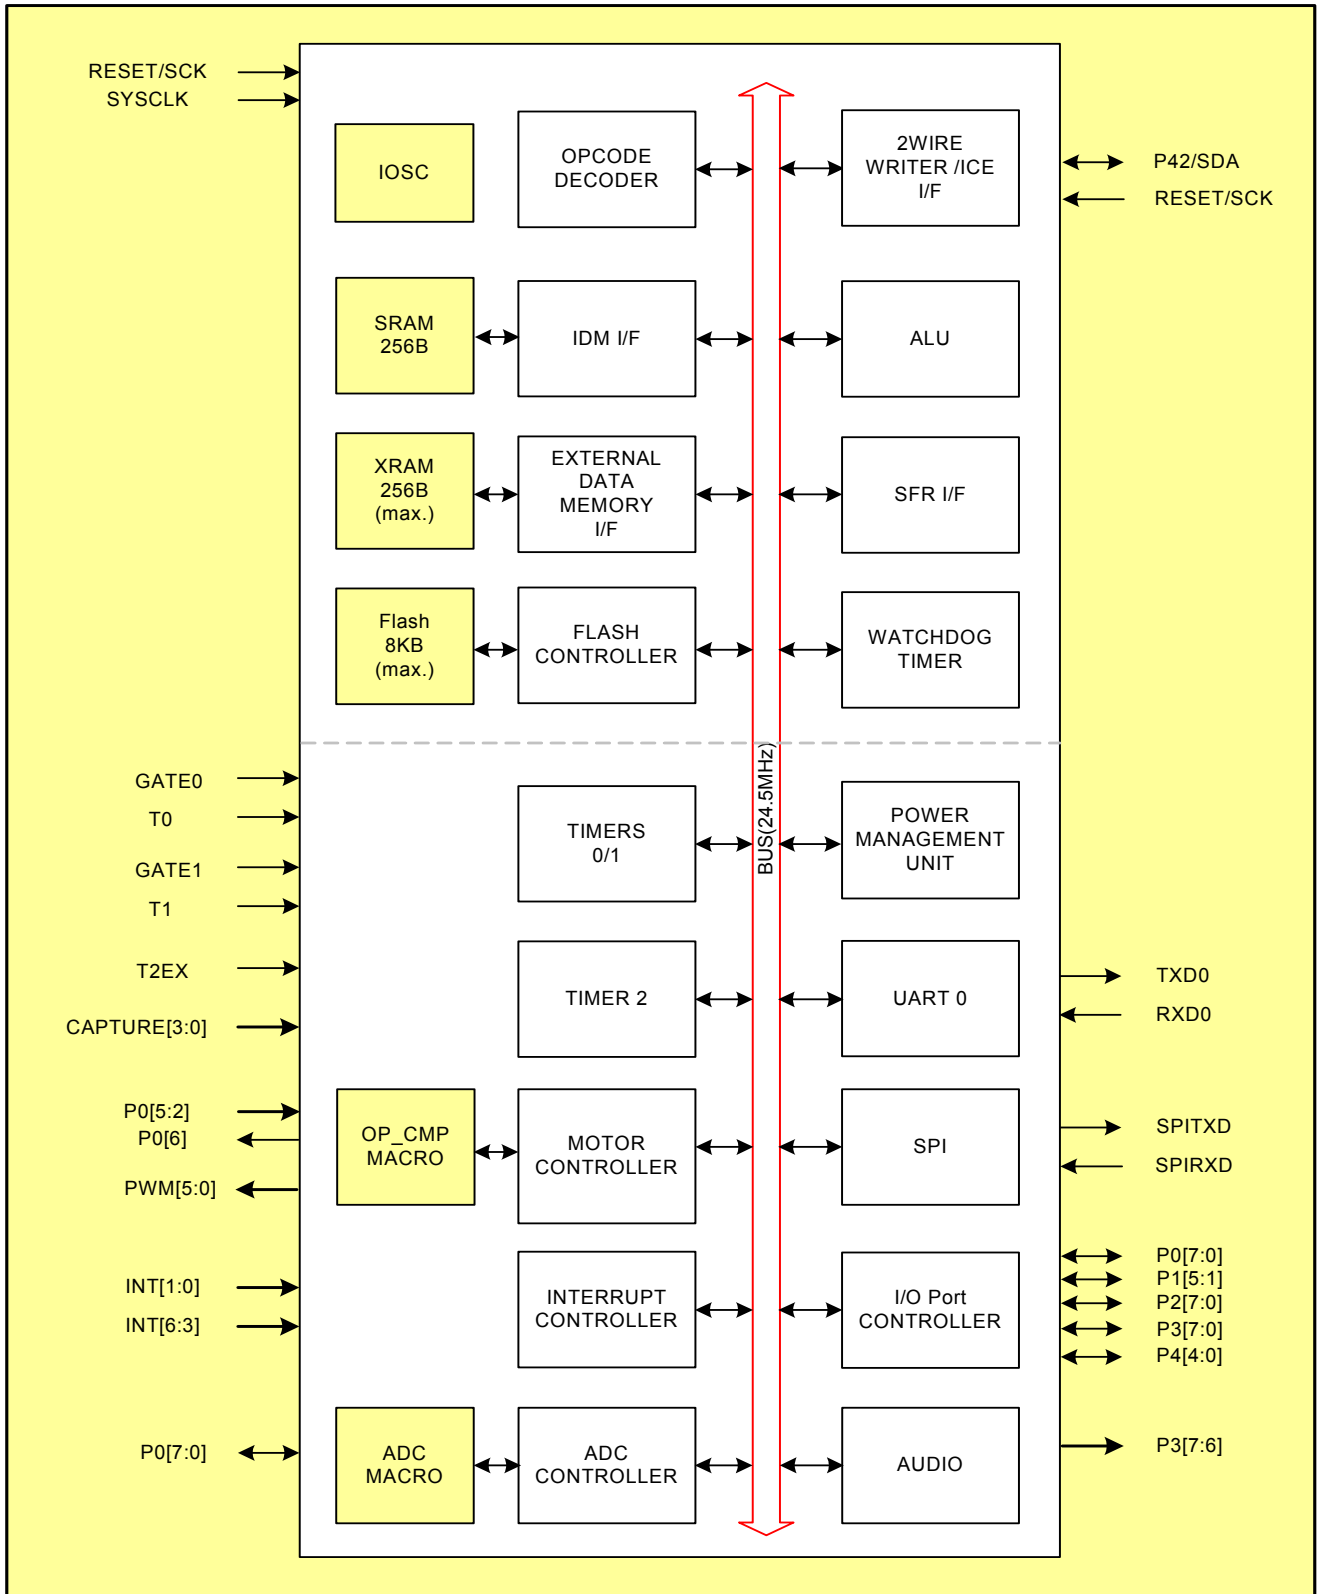 RESET/SCK
SYSCLK
IOSC
OPCODE
DECODER
2WIRE
WRITER /ICE
I/F
P42/SDA
RESET/SCK
SRAM
256B
IDM I/F
ALU
XRAM
256B
(max.)
EXTERNAL
DATA
MEMORY
I/F
SFR I/F
Flash
8KB
(max.)
FLASH
CONTROLLER
WATCHDOG
TIMER
BUS(24.5MHz)
GATE0
T0
GATE1
T1
TIMERS
0/1
POWER
MANAGEMENT
UNIT
T2EX
CAPTURE[3:0]
TIMER 2
UART 0
TXD0
RXD0
P0[5:2]
P0[6]
PWM[5:0]
OP_CMP
MACRO
MOTOR
CONTROLLER
SPI
SPITXD
SPIRXD
INT[1:0]
INT[6:3]
INTERRUPT
CONTROLLER
I/O Port
CONTROLLER
P0[7:0]
P1[5:1]
P2[7:0]
P3[7:0]
P4[4:0]
P0[7:0]
ADC
MACRO
ADC
CONTROLLER
AUDIO
P3[7:6]